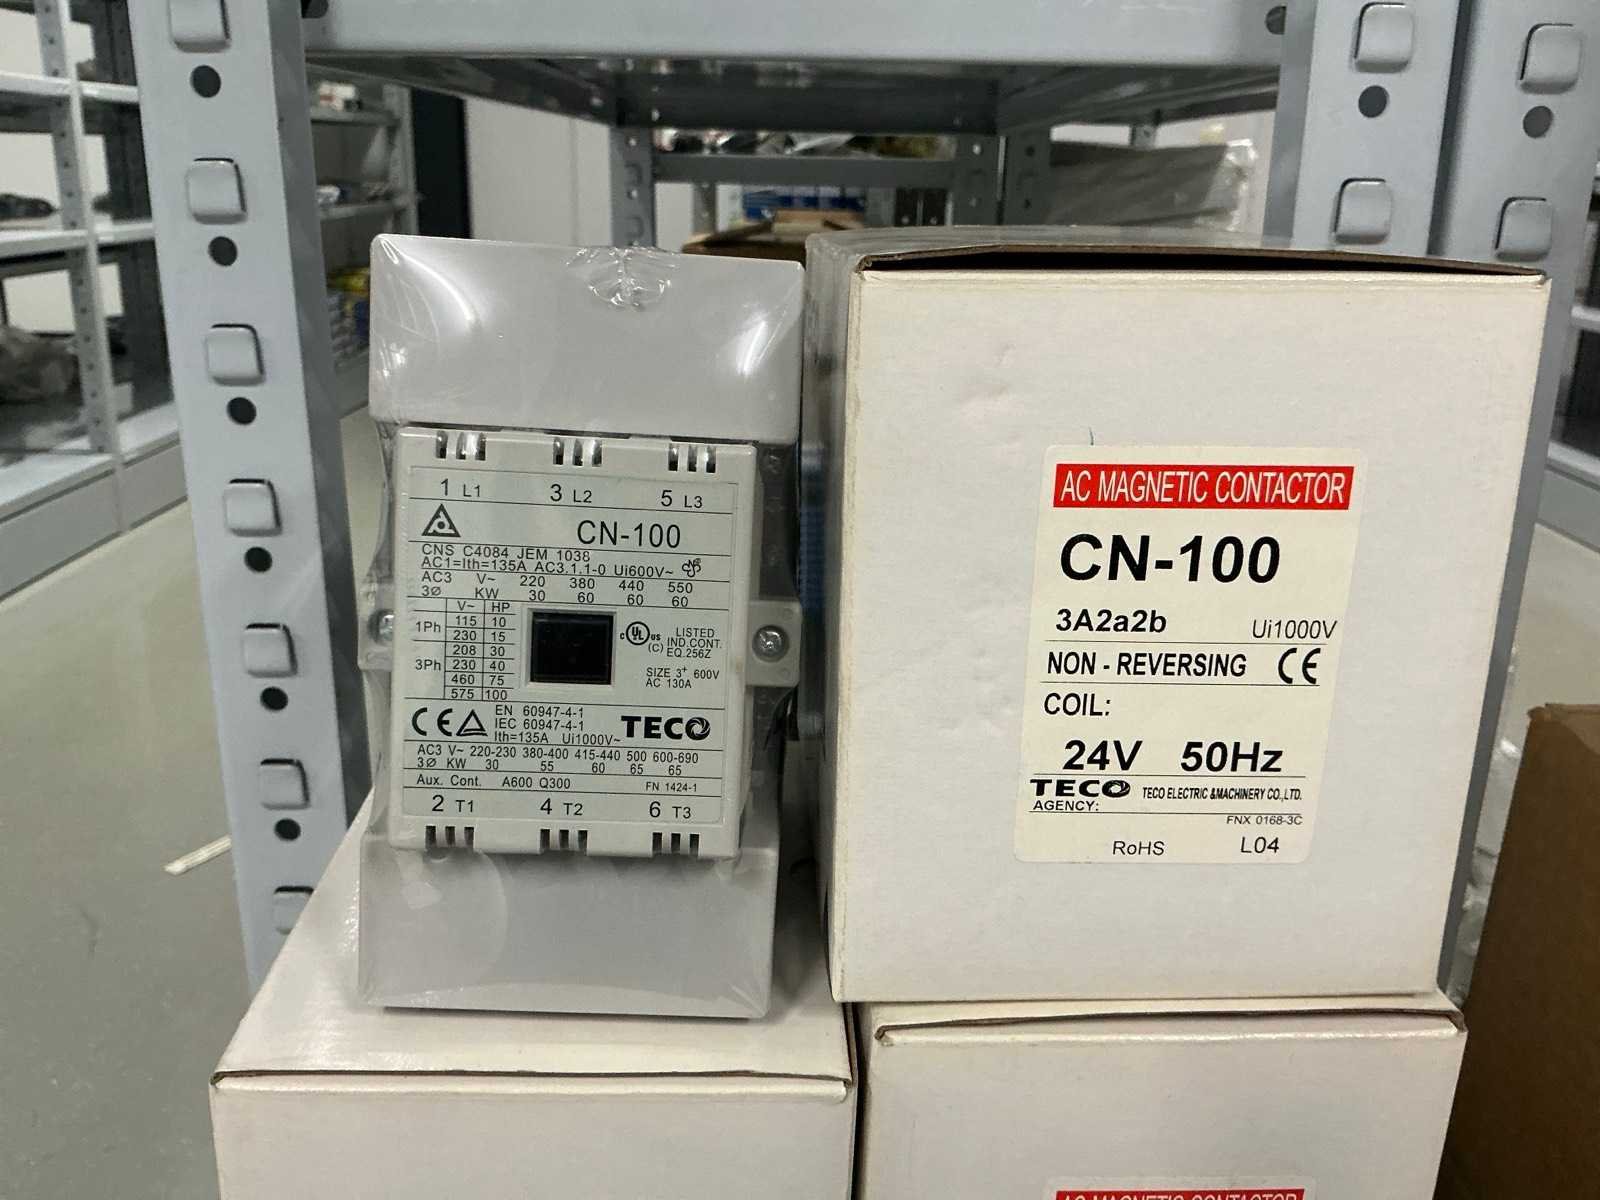 1 L1 3 L2 5 L3
CN-100
CNS C4084 JEM 1038
AC1=Ith=135A AC3.1.1-0 Ui600V~
AC3 V~ 220 380 440 550
3Ø KW 30 60 60 60
V~ HP
1Ph 115 10
230 15
3Ph 208 30
230 40
460 75
575 100
c UL us LISTED
(C) IND.CONT.
EQ.256Z
SIZE 3+ 600V
AC 130A
CE EN 60947-4-1
IEC 60947-4-1
Ith=135A Ui1000V~
TECO
AC3 V~ 220-230 380-400 415-440 500 600-690
3Ø KW 30 55 60 65 65
Aux. Cont. A600 Q300 FN 1424-1
2 T1 4 T2 6 T3
AC MAGNETIC CONTACTOR
CN-100
3A2a2b Ui1000V
NON - REVERSING CE
COIL:
24V 50Hz
TECO TECO ELECTRIC &MACHINERY CO.,LTD.
AGENCY:
FNX 0168-3C
RoHS L04
AC MAGNETIC CONTACTOR